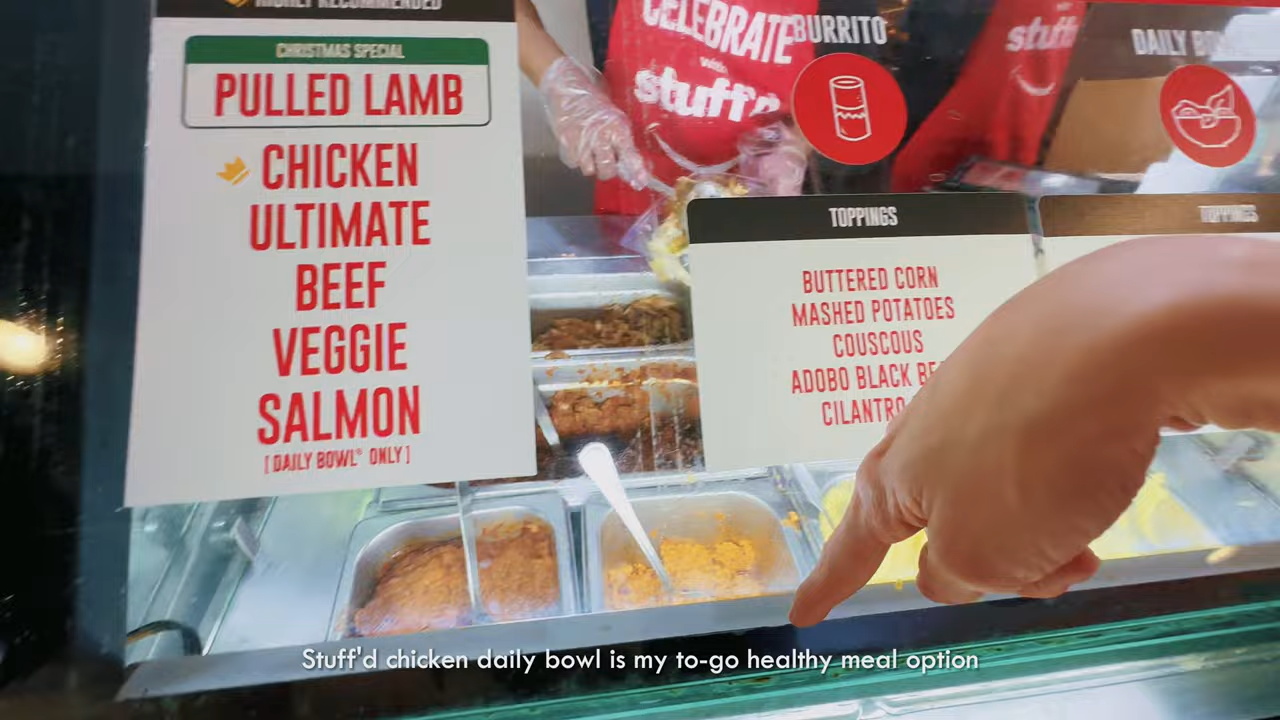 HIGHLY RECOMMENDED
CHRISTMAS SPECIAL
PULLED LAMB
CHICKEN
ULTIMATE
BEEF
VEGGIE
SALMON
[DAILY BOWL® ONLY]
CELEBRATE
with
stuff'd
BURRITO
stuff
DAILY
TOPPINGS
BUTTERED CORN
MASHED POTATOES
COUSCOUS
ADOBO BLACK
CILANTRO
TOPPINGS
Stuff'd chicken daily bowl is my to-go healthy meal option